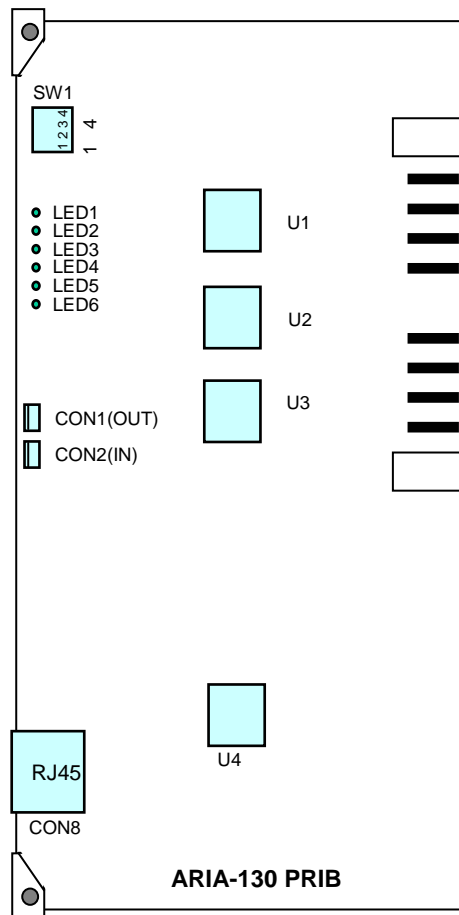 SW1
1 2 3 4
1 4
LED1
LED2
LED3
LED4
LED5
LED6
U1
U2
U3
CON1(OUT)
CON2(IN)
U4
RJ45
CON8
ARIA-130 PRIB